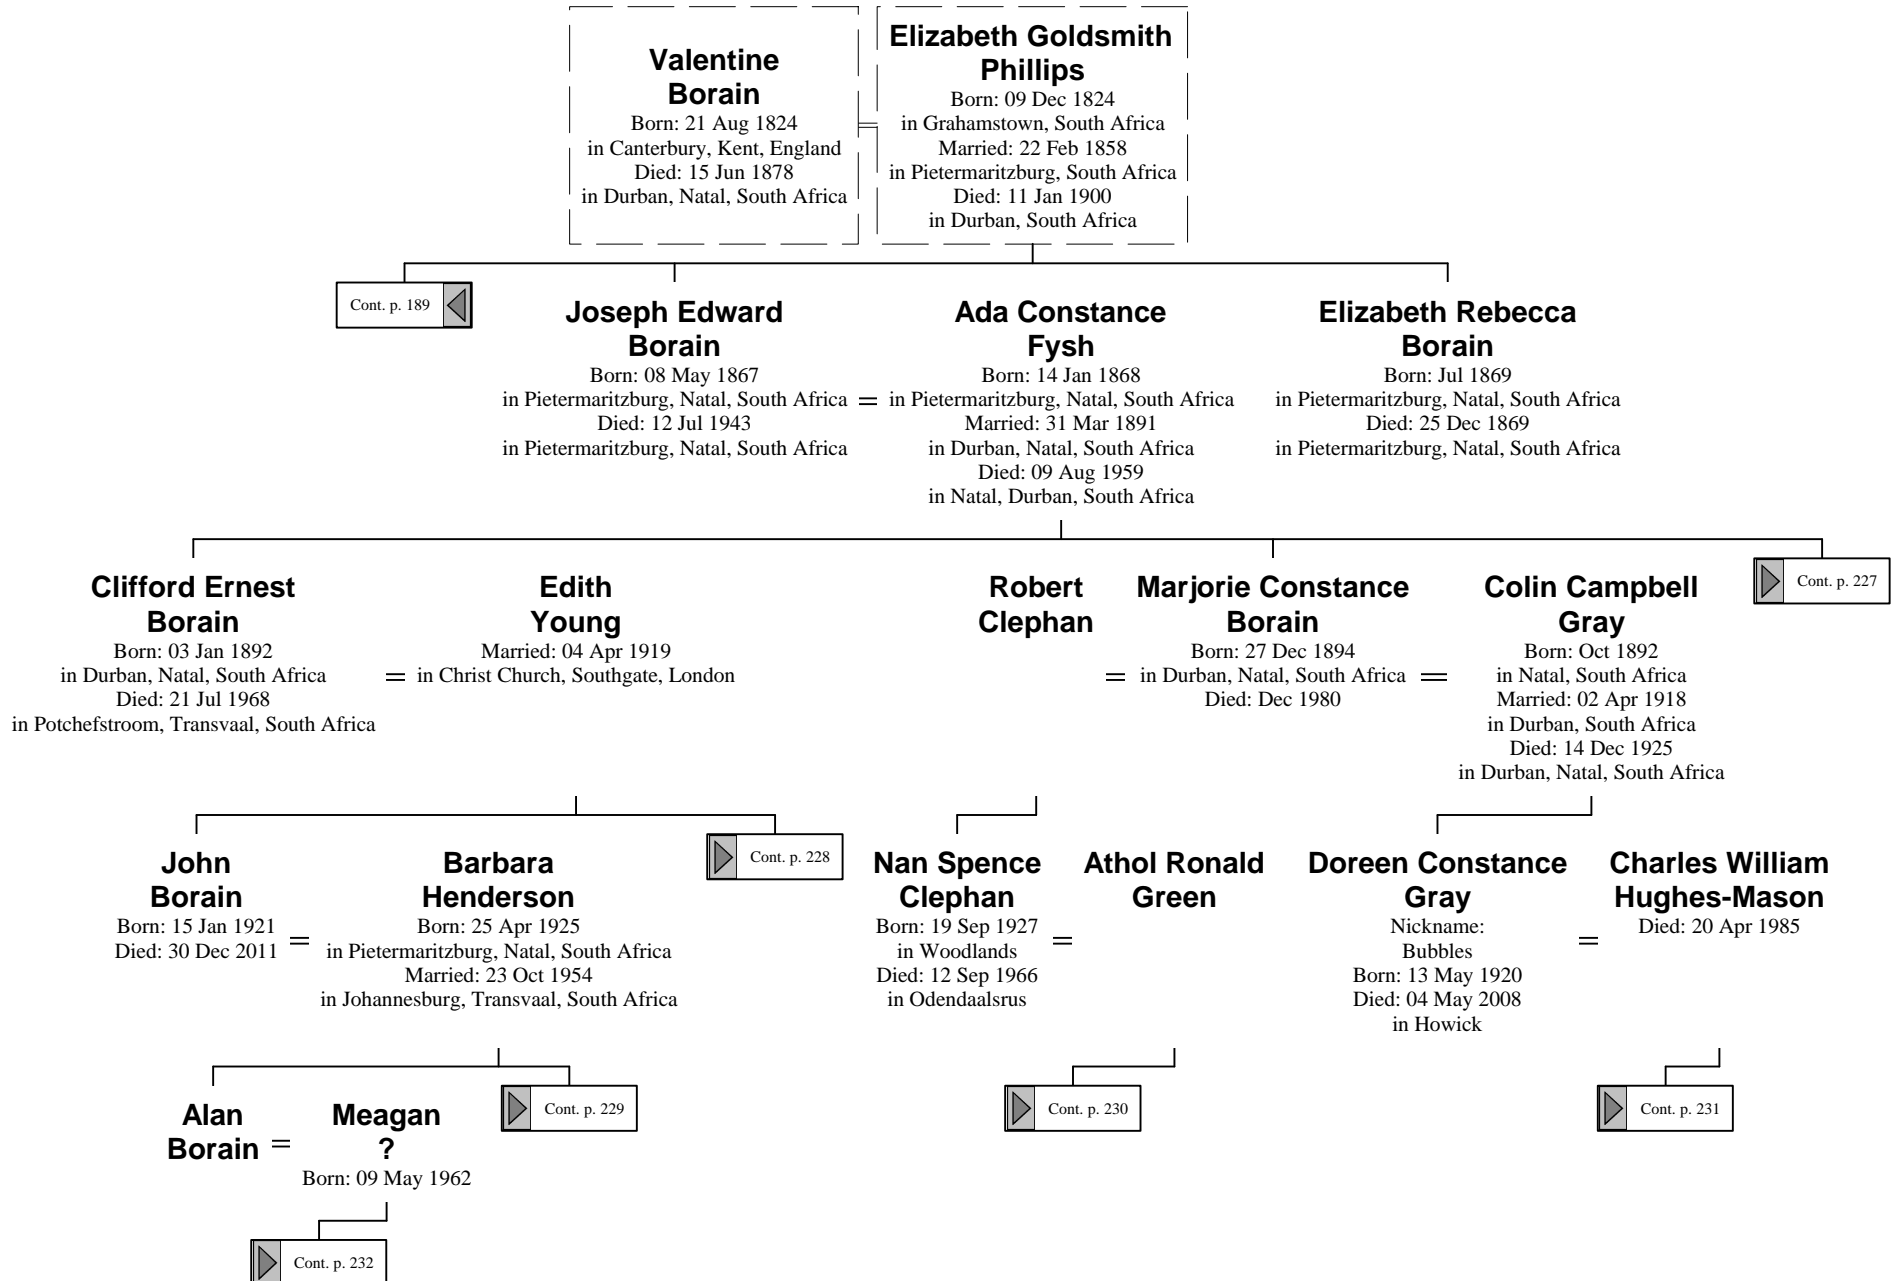 Valentine
Borain
Born: 21 Aug 1824
in Canterbury, Kent, England
Died: 15 Jun 1878
in Durban, Natal, South Africa
=
Elizabeth Goldsmith
Phillips
Born: 09 Dec 1824
in Grahamstown, South Africa
Married: 22 Feb 1858
in Pietermaritzburg, South Africa
Died: 11 Jan 1900
in Durban, South Africa
Cont. p. 189
Joseph Edward
Borain
Born: 08 May 1867
in Pietermaritzburg, Natal, South Africa
Died: 12 Jul 1943
in Pietermaritzburg, Natal, South Africa
=
Ada Constance
Fysh
Born: 14 Jan 1868
in Pietermaritzburg, Natal, South Africa
Married: 31 Mar 1891
in Durban, Natal, South Africa
Died: 09 Aug 1959
in Natal, Durban, South Africa
Elizabeth Rebecca
Borain
Born: Jul 1869
in Pietermaritzburg, Natal, South Africa
Died: 25 Dec 1869
in Pietermaritzburg, Natal, South Africa
Clifford Ernest
Borain
Born: 03 Jan 1892
in Durban, Natal, South Africa
Died: 21 Jul 1968
in Potchefstroom, Transvaal, South Africa
=
Edith
Young
Married: 04 Apr 1919
in Christ Church, Southgate, London
Robert
Clephan
=
Marjorie Constance
Borain
Born: 27 Dec 1894
in Durban, Natal, South Africa
Died: Dec 1980
=
Colin Campbell
Gray
Born: Oct 1892
in Natal, South Africa
Married: 02 Apr 1918
in Durban, South Africa
Died: 14 Dec 1925
in Durban, Natal, South Africa
Cont. p. 227
John
Borain
Born: 15 Jan 1921
Died: 30 Dec 2011
=
Barbara
Henderson
Born: 25 Apr 1925
in Pietermaritzburg, Natal, South Africa
Married: 23 Oct 1954
in Johannesburg, Transvaal, South Africa
Cont. p. 228
Nan Spence
Clephan
Born: 19 Sep 1927
in Woodlands
Died: 12 Sep 1966
in Odendaalsrus
=
Athol Ronald
Green
Doreen Constance
Gray
Nickname:
Bubbles
Born: 13 May 1920
Died: 04 May 2008
in Howick
=
Charles William
Hughes-Mason
Died: 20 Apr 1985
Alan
Borain
=
Meagan
?
Born: 09 May 1962
Cont. p. 229
Cont. p. 230
Cont. p. 231
Cont. p. 232